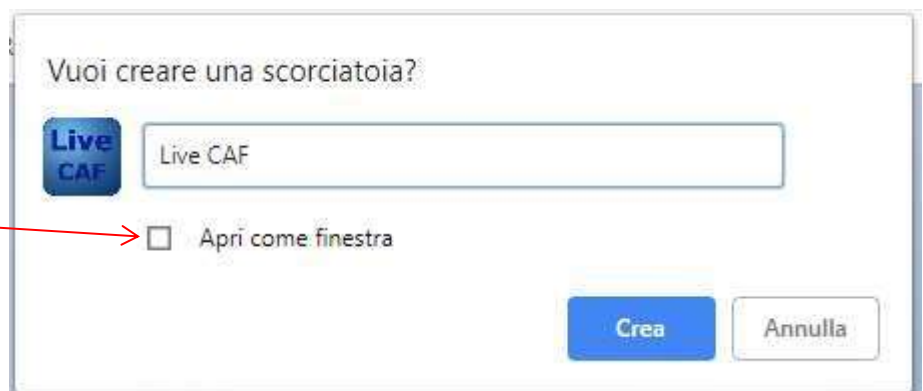 Vuoi creare una scorciatoia?
Live
CAF
Live CAF
Apri come finestra
Crea
Annulla